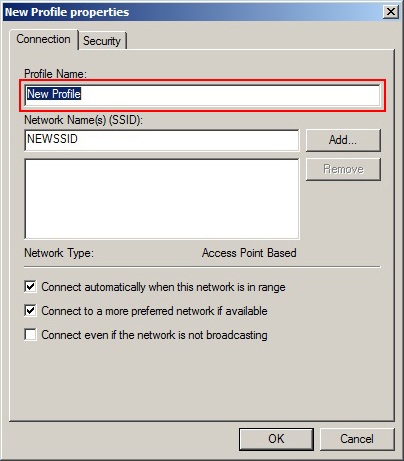 New Profile properties
Connection
Security
Profile Name:
New Profile
Network Name(s) (SSID):
NEWSSID
Add...
Remove
Network Type:
Access Point Based
Connect automatically when this network is in range
Connect to a more preferred network if available
Connect even if the network is not broadcasting
OK
Cancel